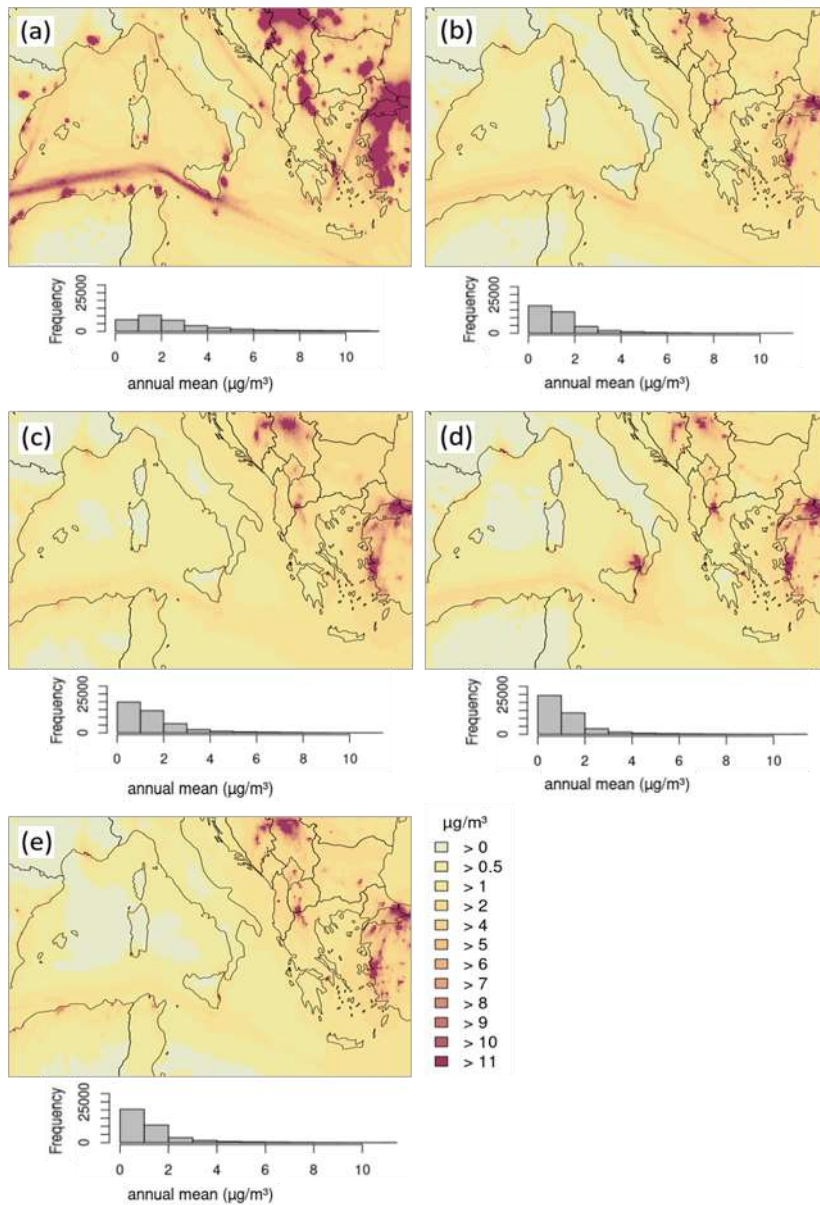 (a)
(b)
Frequency
0 25000
0 2 4 6 8 10
annual mean (µg/m³)
Frequency
0 25000
0 2 4 6 8 10
annual mean (µg/m³)
(c)
(d)
Frequency
0 25000
0 2 4 6 8 10
annual mean (µg/m³)
Frequency
0 25000
0 2 4 6 8 10
annual mean (µg/m³)
(e)
µg/m³
> 0
> 0.5
> 1
> 2
> 4
> 5
> 6
> 7
> 8
> 9
> 10
> 11
Frequency
0 25000
0 2 4 6 8 10
annual mean (µg/m³)